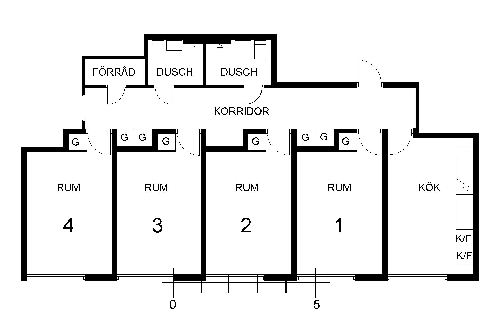 FÖRRÅD DUSCH DUSCH
KORRIDOR
G G G G G G G G
RUM RUM RUM RUM KÖK
4 3 2 1
K/F
K/F
0 5